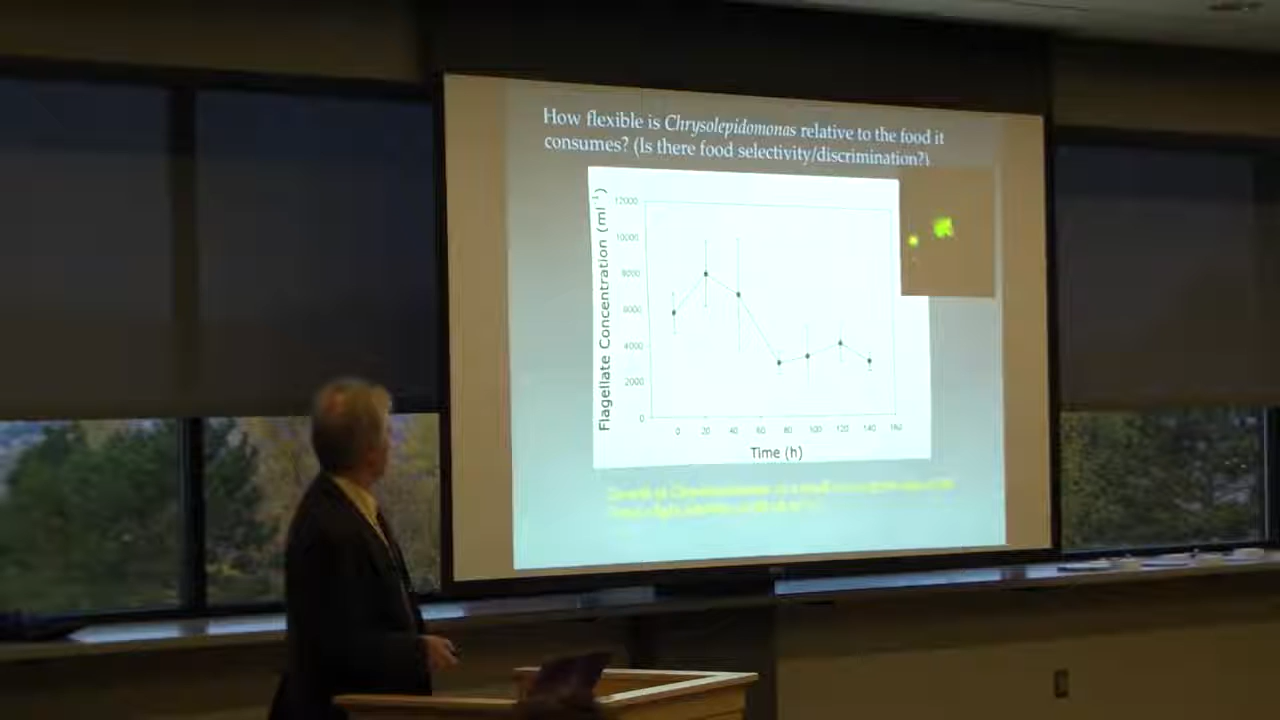 How flexible is Chrysolepidomonas relative to the food it
consumes? (Is there food selectivity/discrimination?)
Flagellate Concentration (ml⁻¹)
12000
10000
8000
6000
4000
2000
0
0 20 40 60 80 100 120 140 160
Time (h)